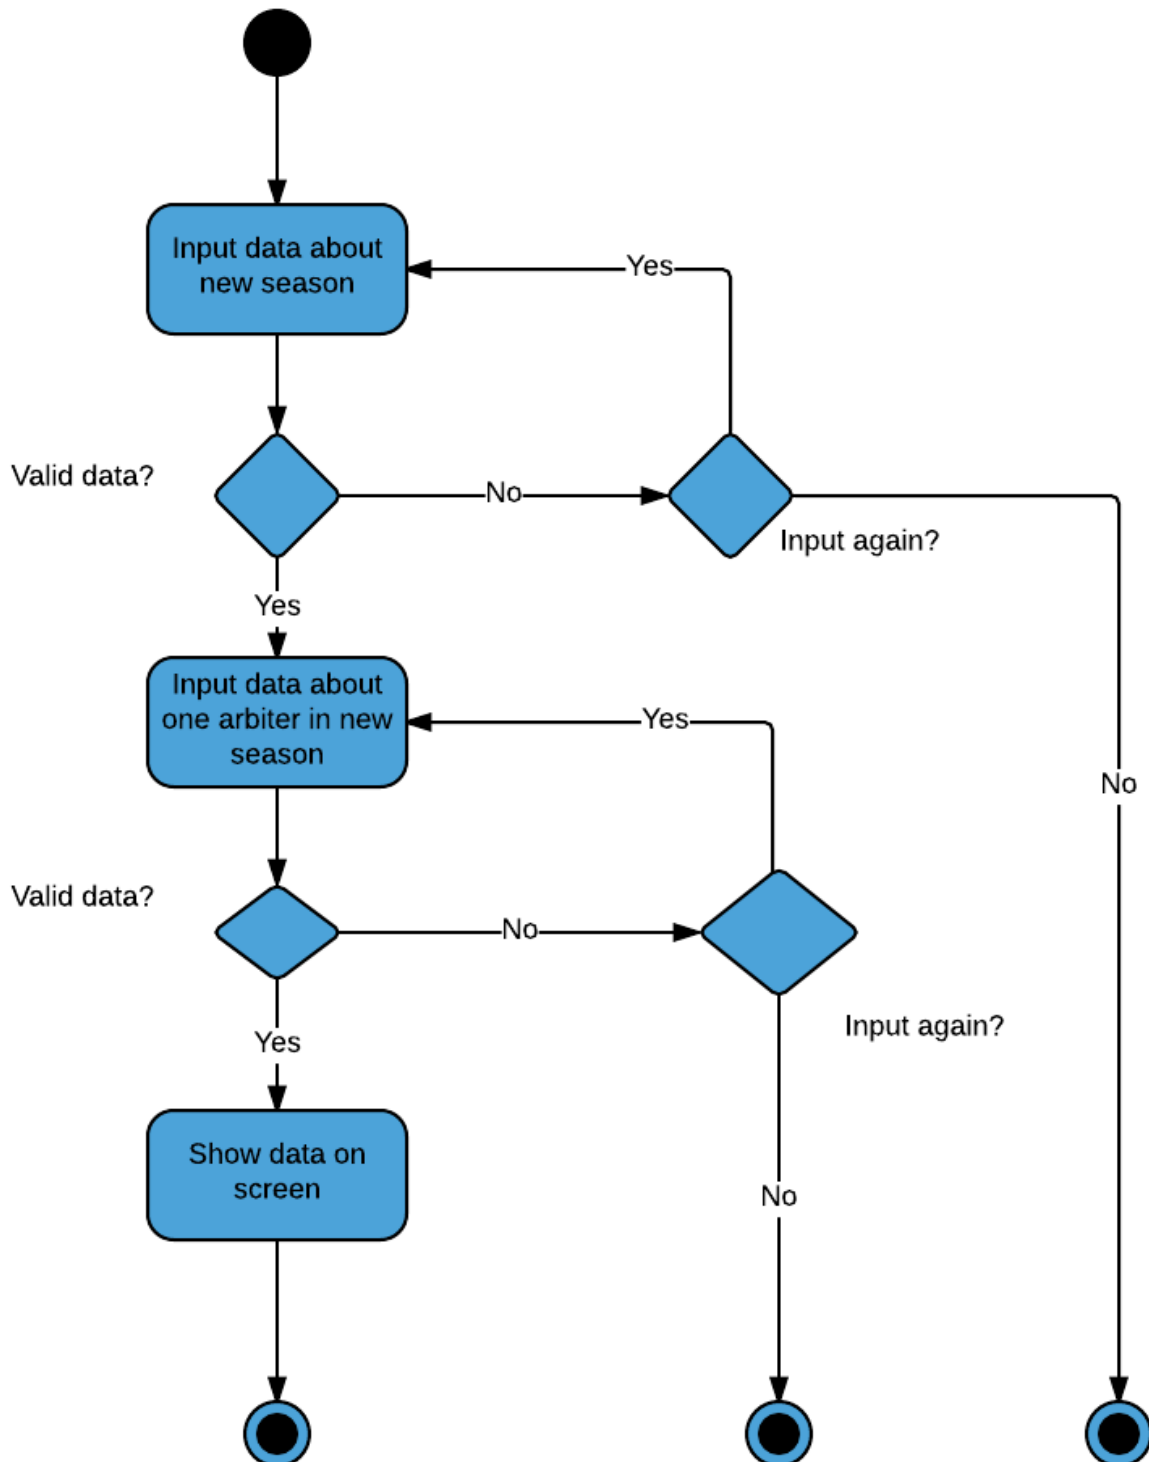 Input data about
new season
Yes
Valid data?
No
Input again?
Yes
Input data about
one arbiter in new
season
Yes
No
Valid data?
No
Input again?
Yes
Show data on
screen
No